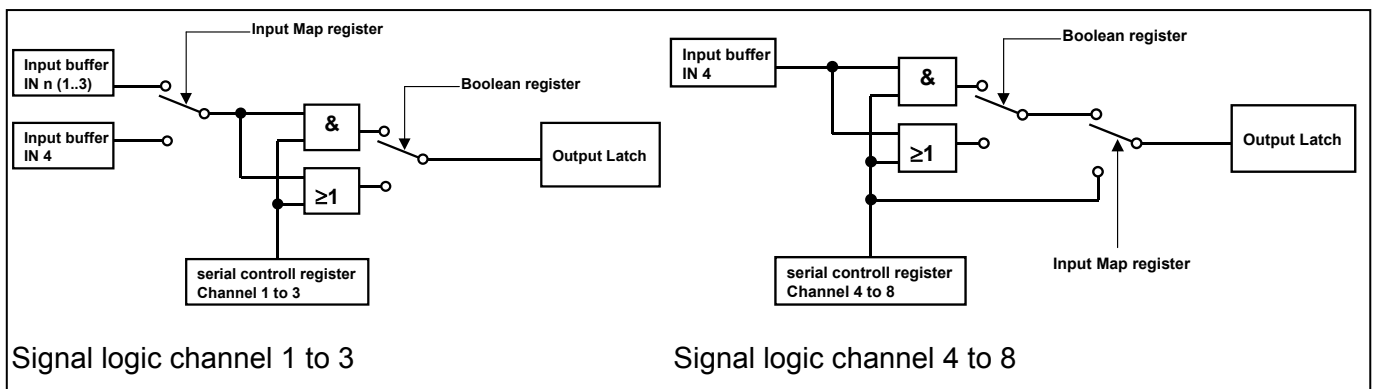 Input Map register
Input buffer
IN n (1..3)
Boolean register
&
Input buffer
IN 4
Output Latch
≥1
serial controll register
Channel 1 to 3
Signal logic channel 1 to 3
Boolean register
Input buffer
IN 4
&
Output Latch
≥1
Input Map register
serial controll register
Channel 4 to 8
Signal logic channel 4 to 8